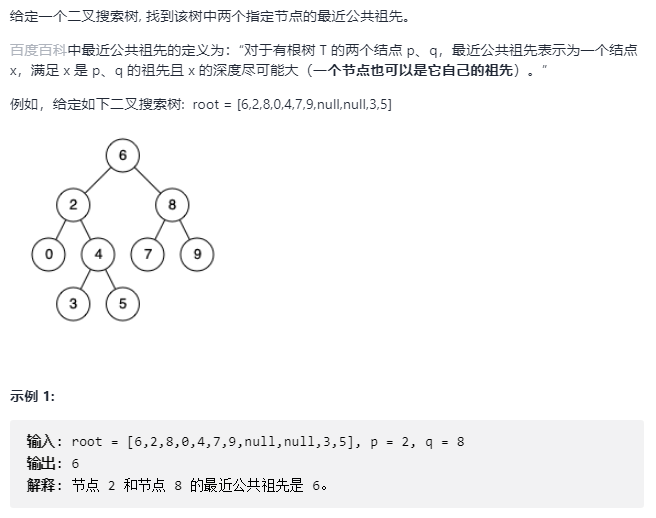 给定一个二叉搜索树, 找到该树中两个指定节点的最近公共祖先。
百度百科中最近公共祖先的定义为：“对于有根树 T 的两个结点 p、q，最近公共祖先表示为一个结点
x，满足 x 是 p、q 的祖先且 x 的深度尽可能大（一个节点也可以是它自己的祖先）。”
例如，给定如下二叉搜索树:  root = [6,2,8,0,4,7,9,null,null,3,5]
6
2 8
0 4 7 9
3 5
示例 1:
输入: root = [6,2,8,0,4,7,9,null,null,3,5], p = 2, q = 8
输出: 6
解释: 节点 2 和节点 8 的最近公共祖先是 6。